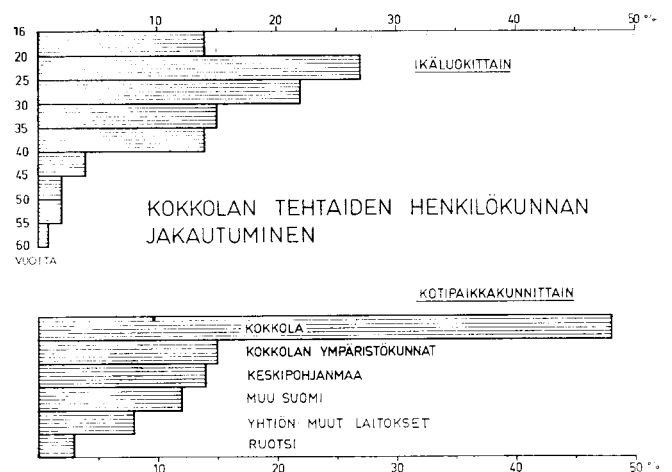 10 20 30 40 50 %
16
20
25
30
35
40
45
50
55
60
VUOTTA
IKÄLUOKITTAIN
KOKKOLAN TEHTAIDEN HENKILÖKUNNAN
JAKAUTUMINEN
KOTIPAIKKAKUNNITTAIN
KOKKOLA
KOKKOLAN YMPÄRISTÖKUNNAT
KESKIPOHJANMAA
MUU SUOMI
YHTIÖN MUUT LAITOKSET
RUOTSI
10 20 30 40 50 %